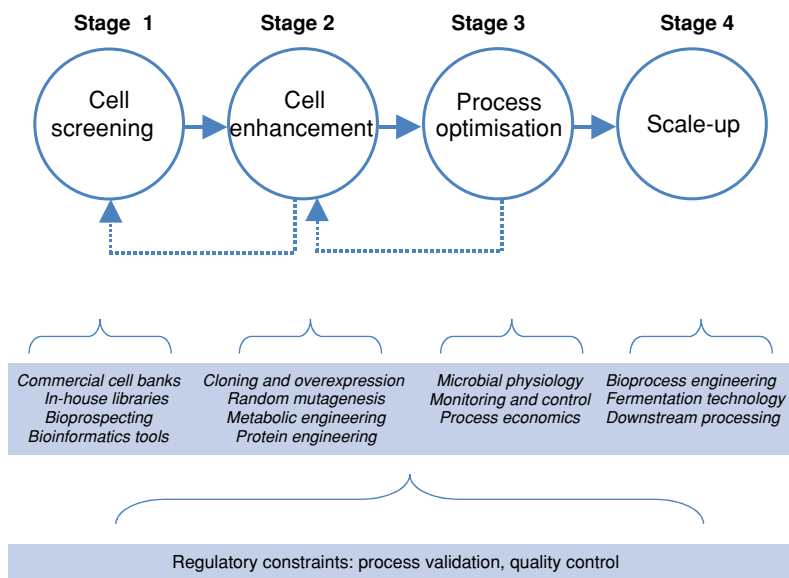 Stage 1
Stage 2
Stage 3
Stage 4
Cell
screening
Cell
enhancement
Process
optimisation
Scale-up
Commercial cell banks
In-house libraries
Bioprospecting
Bioinformatics tools
Cloning and overexpression
Random mutagenesis
Metabolic engineering
Protein engineering
Microbial physiology
Monitoring and control
Process economics
Bioprocess engineering
Fermentation technology
Downstream processing
Regulatory constraints: process validation, quality control